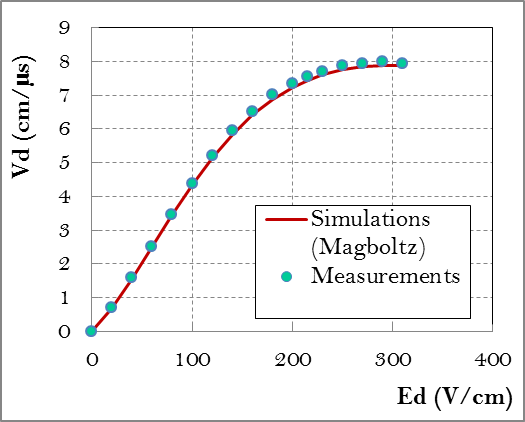 9
8
7
6
5
4
3
2
1
0
Vd (cm/µs)
Simulations
(Magboltz)
Measurements
0 100 200 300 400
Ed (V/cm)